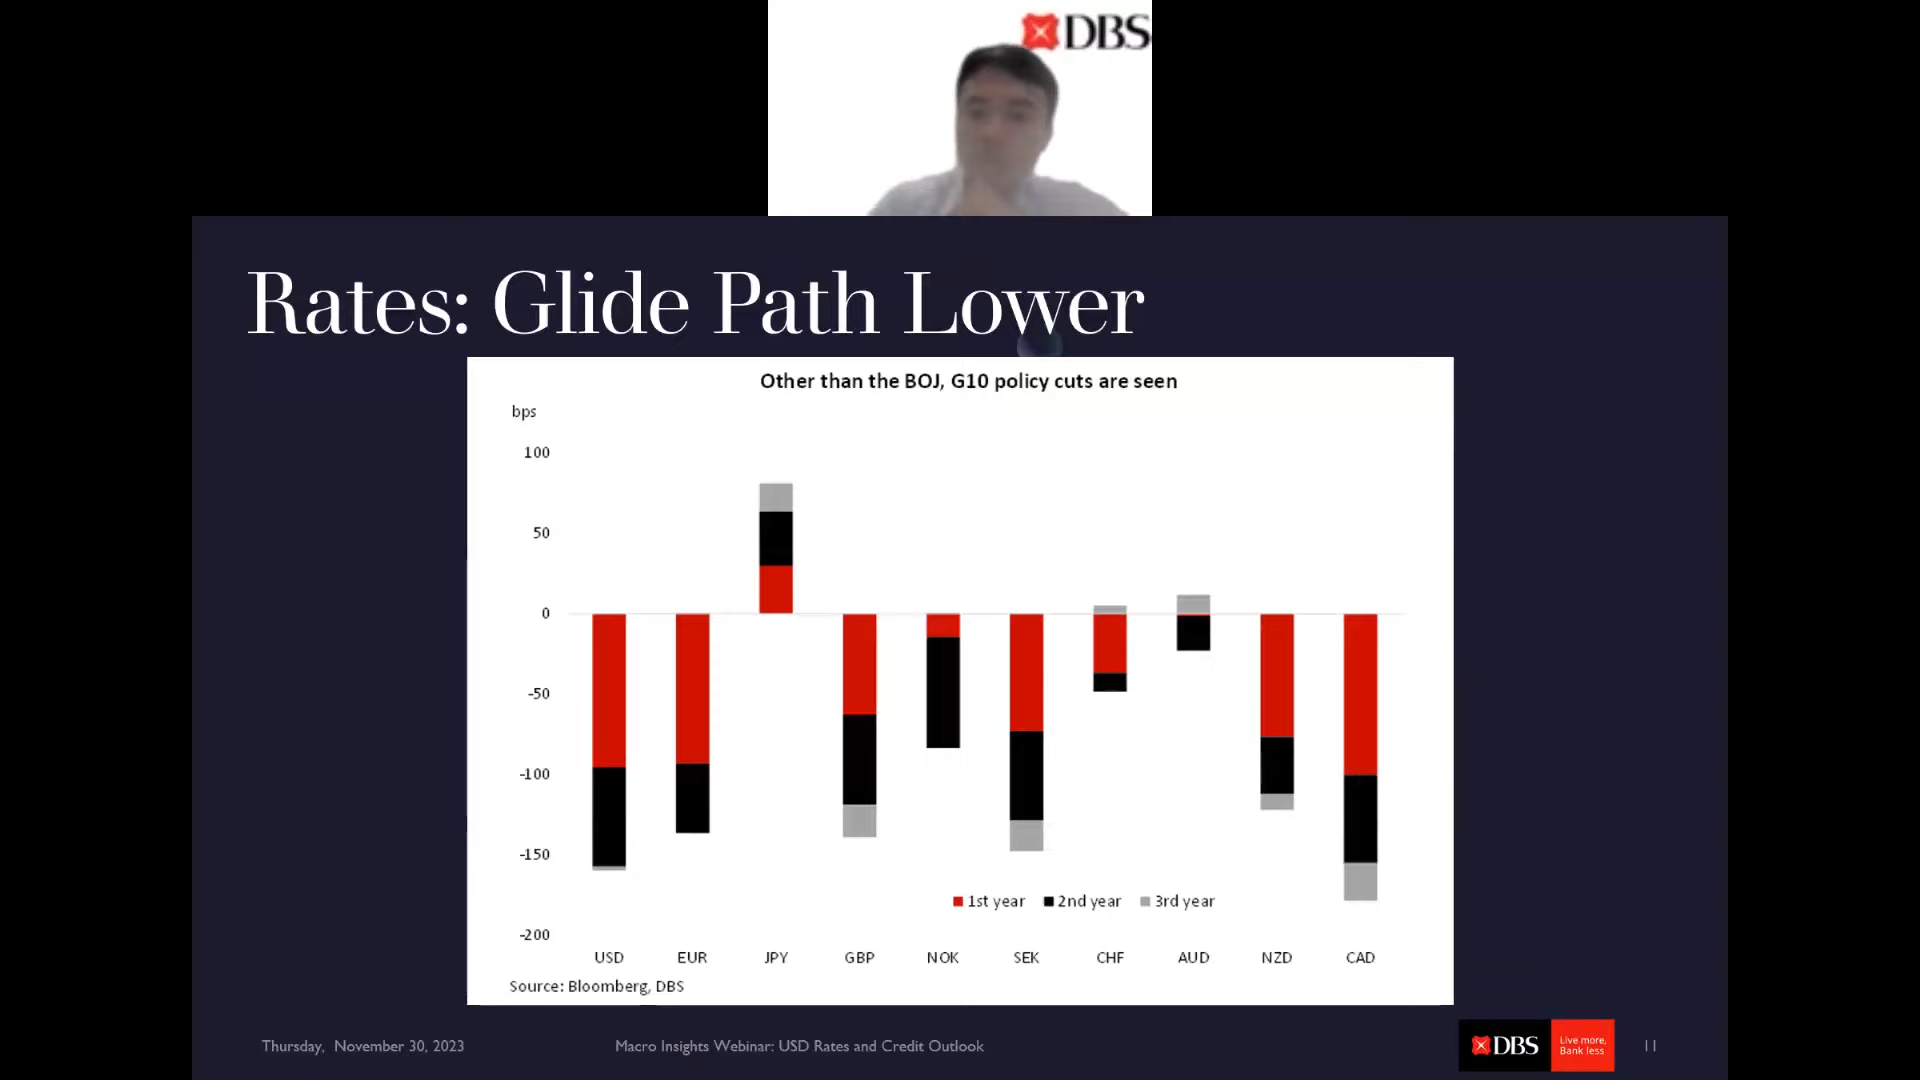 DBS
Rates: Glide Path Lower
Other than the BOJ, G10 policy cuts are seen
bps
100
50
0
-50
-100
-150
-200
1st year 2nd year 3rd year
USD EUR JPY GBP NOK SEK CHF AUD NZD CAD
Source: Bloomberg, DBS
Thursday, November 30, 2023
Macro Insights Webinar: USD Rates and Credit Outlook
DBS
Live more,
Bank less
11